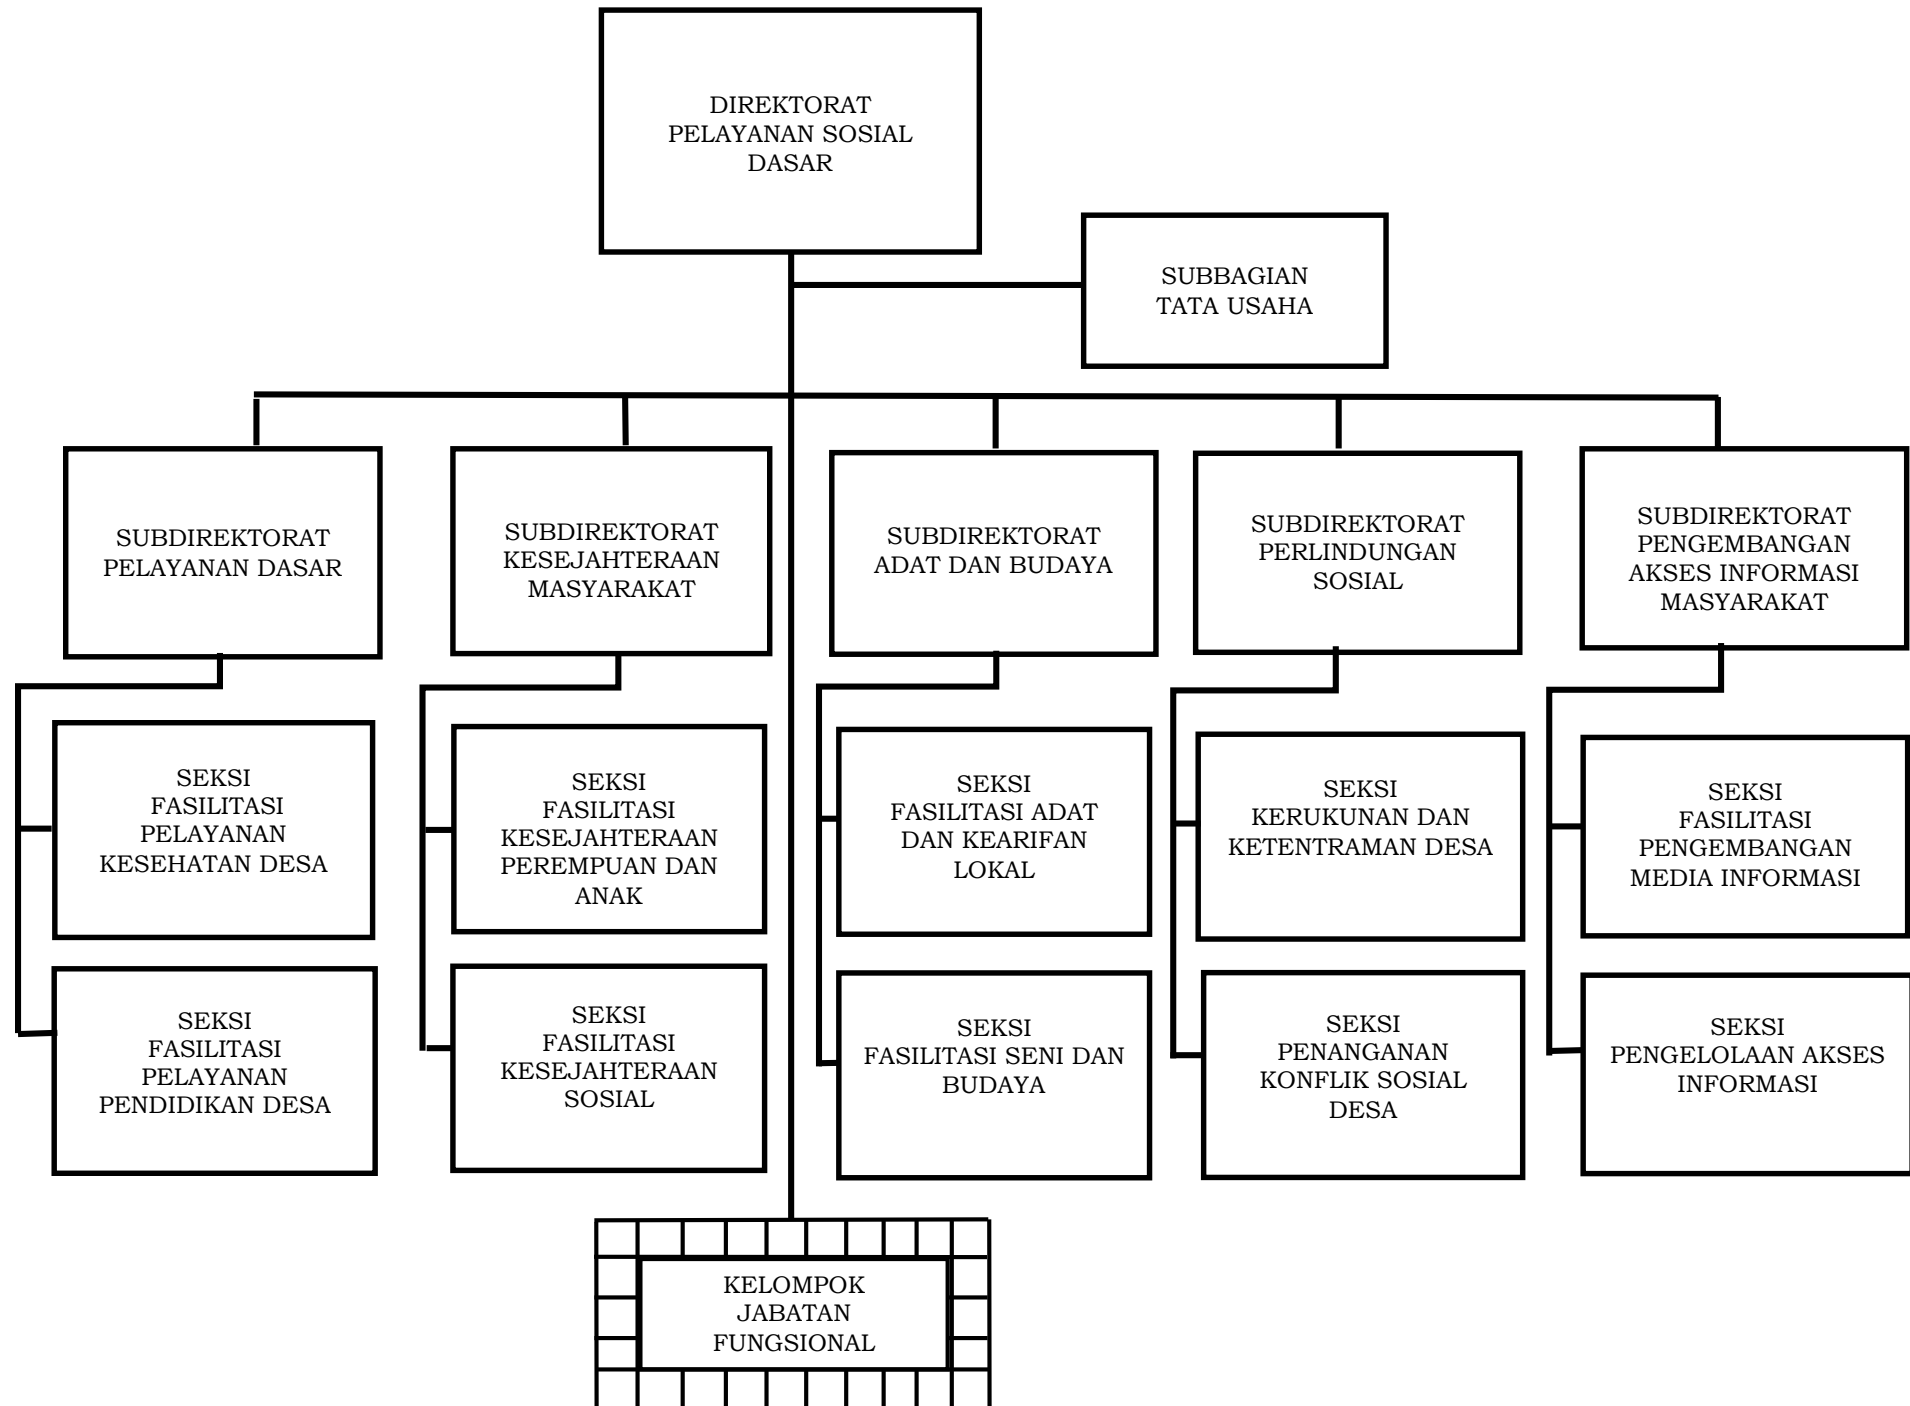 DIREKTORAT
PELAYANAN SOSIAL
DASAR
SUBBAGIAN
TATA USAHA
SUBDIREKTORAT
PELAYANAN DASAR
SUBDIREKTORAT
KESEJAHTERAAN
MASYARAKAT
SUBDIREKTORAT
ADAT DAN BUDAYA
SUBDIREKTORAT
PERLINDUNGAN
SOSIAL
SUBDIREKTORAT
PENGEMBANGAN
AKSES INFORMASI
MASYARAKAT
SEKSI
FASILITASI
PELAYANAN
KESEHATAN DESA
SEKSI
FASILITASI
KESEJAHTERAAN
PEREMPUAN DAN
ANAK
SEKSI
FASILITASI ADAT
DAN KEARIFAN
LOKAL
SEKSI
KERUKUNAN DAN
KETENTRAMAN DESA
SEKSI
FASILITASI
PENGEMBANGAN
MEDIA INFORMASI
SEKSI
FASILITASI
PELAYANAN
PENDIDIKAN DESA
SEKSI
FASILITASI
KESEJAHTERAAN
SOSIAL
SEKSI
FASILITASI SENI DAN
BUDAYA
SEKSI
PENANGANAN
KONFLIK SOSIAL
DESA
SEKSI
PENGELOLAAN AKSES
INFORMASI
KELOMPOK
JABATAN
FUNGSIONAL